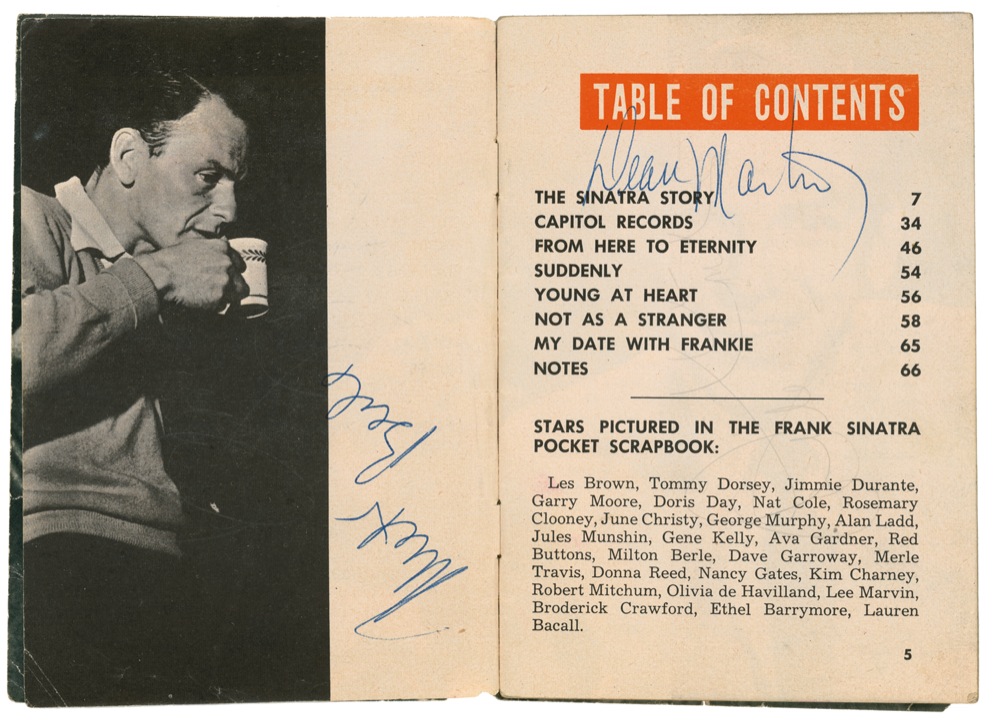 TABLE OF CONTENTS
Dean Martin
THE SINATRA STORY 7
CAPITOL RECORDS 34
FROM HERE TO ETERNITY 46
SUDDENLY 54
YOUNG AT HEART 56
NOT AS A STRANGER 58
MY DATE WITH FRANKIE 65
NOTES 66
STARS PICTURED IN THE FRANK SINATRA
POCKET SCRAPBOOK:
Les Brown, Tommy Dorsey, Jimmie Durante,
Garry Moore, Doris Day, Nat Cole, Rosemary
Clooney, June Christy, George Murphy, Alan Ladd,
Jules Munshin, Gene Kelly, Ava Gardner, Red
Buttons, Milton Berle, Dave Garroway, Merle
Travis, Donna Reed, Nancy Gates, Kim Charney,
Robert Mitchum, Olivia de Havilland, Lee Marvin,
Broderick Crawford, Ethel Barrymore, Lauren
Bacall.
5